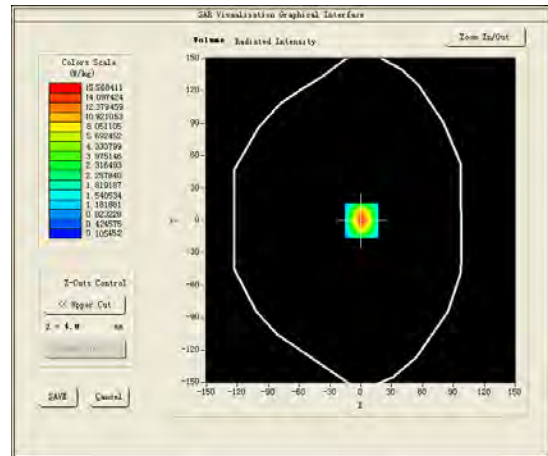 SAR Visualisation Graphical Interface
Volume Radiated Intensity
Zoom In/Out
Colors Scale
(W/kg)
15.568411
14.097424
12.379459
10.921053
8.051105
5.692452
4.333799
3.975146
2.316493
2.257840
1.819187
1.540534
1.181881
0.823228
0.424575
0.105452
Z-Cuts Control
<< Upper Cut
Z = 4.0 mm
SAVE
Cancel
150
120
90
60
30
0
-30
-60
-90
-120
-150
Y
-150 -120 -90 -60 -30 0 30 60 90 120 150
X